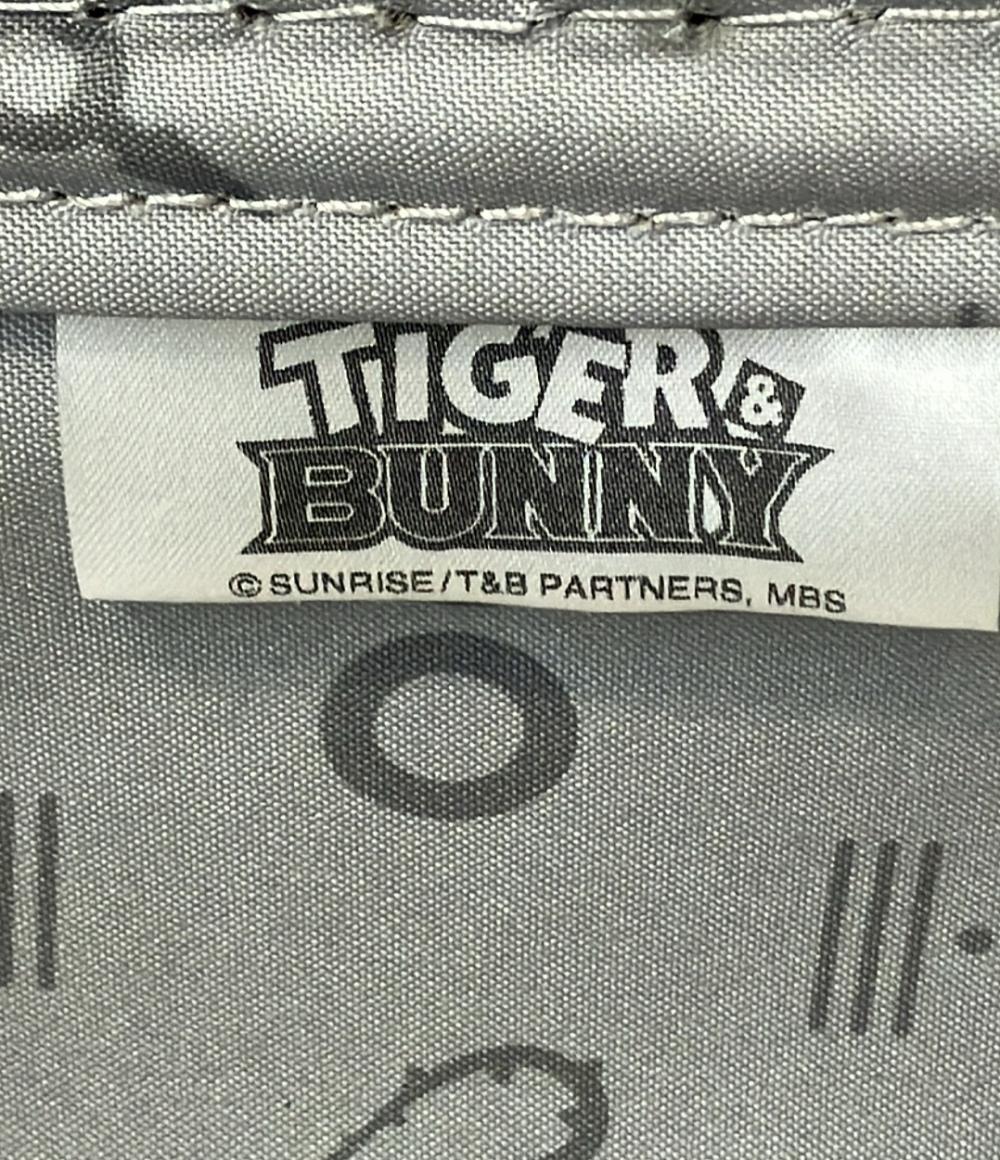 TIGER &
BUNNY
©SUNRISE/T&B PARTNERS, MBS